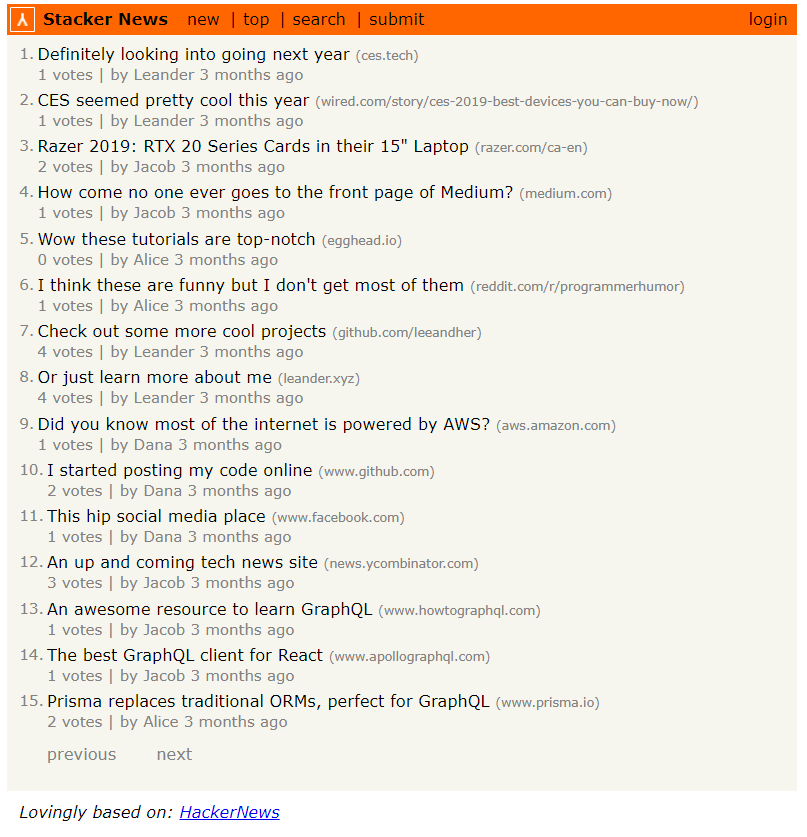 Stacker News new | top | search | submit login
1. Definitely looking into going next year (ces.tech)
1 votes | by Leander 3 months ago
2. CES seemed pretty cool this year (wired.com/story/ces-2019-best-devices-you-can-buy-now/)
1 votes | by Leander 3 months ago
3. Razer 2019: RTX 20 Series Cards in their 15" Laptop (razer.com/ca-en)
2 votes | by Jacob 3 months ago
4. How come no one ever goes to the front page of Medium? (medium.com)
1 votes | by Jacob 3 months ago
5. Wow these tutorials are top-notch (egghead.io)
0 votes | by Alice 3 months ago
6. I think these are funny but I don't get most of them (reddit.com/r/programmerhumor)
1 votes | by Alice 3 months ago
7. Check out some more cool projects (github.com/leeandher)
4 votes | by Leander 3 months ago
8. Or just learn more about me (leander.xyz)
4 votes | by Leander 3 months ago
9. Did you know most of the internet is powered by AWS? (aws.amazon.com)
1 votes | by Dana 3 months ago
10. I started posting my code online (www.github.com)
2 votes | by Dana 3 months ago
11. This hip social media place (www.facebook.com)
1 votes | by Dana 3 months ago
12. An up and coming tech news site (news.ycombinator.com)
3 votes | by Jacob 3 months ago
13. An awesome resource to learn GraphQL (www.howtographql.com)
1 votes | by Jacob 3 months ago
14. The best GraphQL client for React (www.apollographql.com)
1 votes | by Jacob 3 months ago
15. Prisma replaces traditional ORMs, perfect for GraphQL (www.prisma.io)
2 votes | by Alice 3 months ago
previous next
Lovingly based on: HackerNews